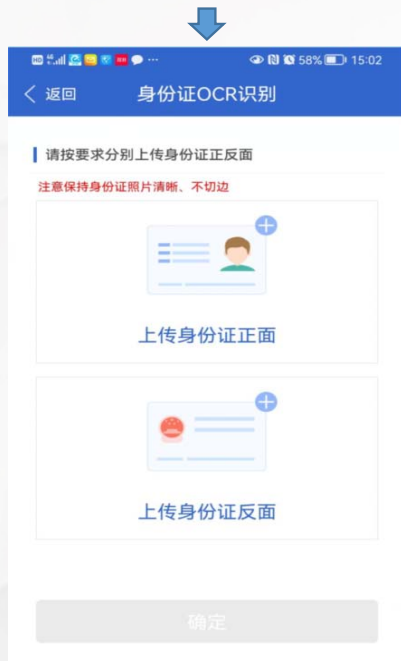 58% 15:02
返回 身份证OCR识别
请按要求分别上传身份证正反面
注意保持身份证照片清晰、不切边
上传身份证正面
上传身份证反面
确定